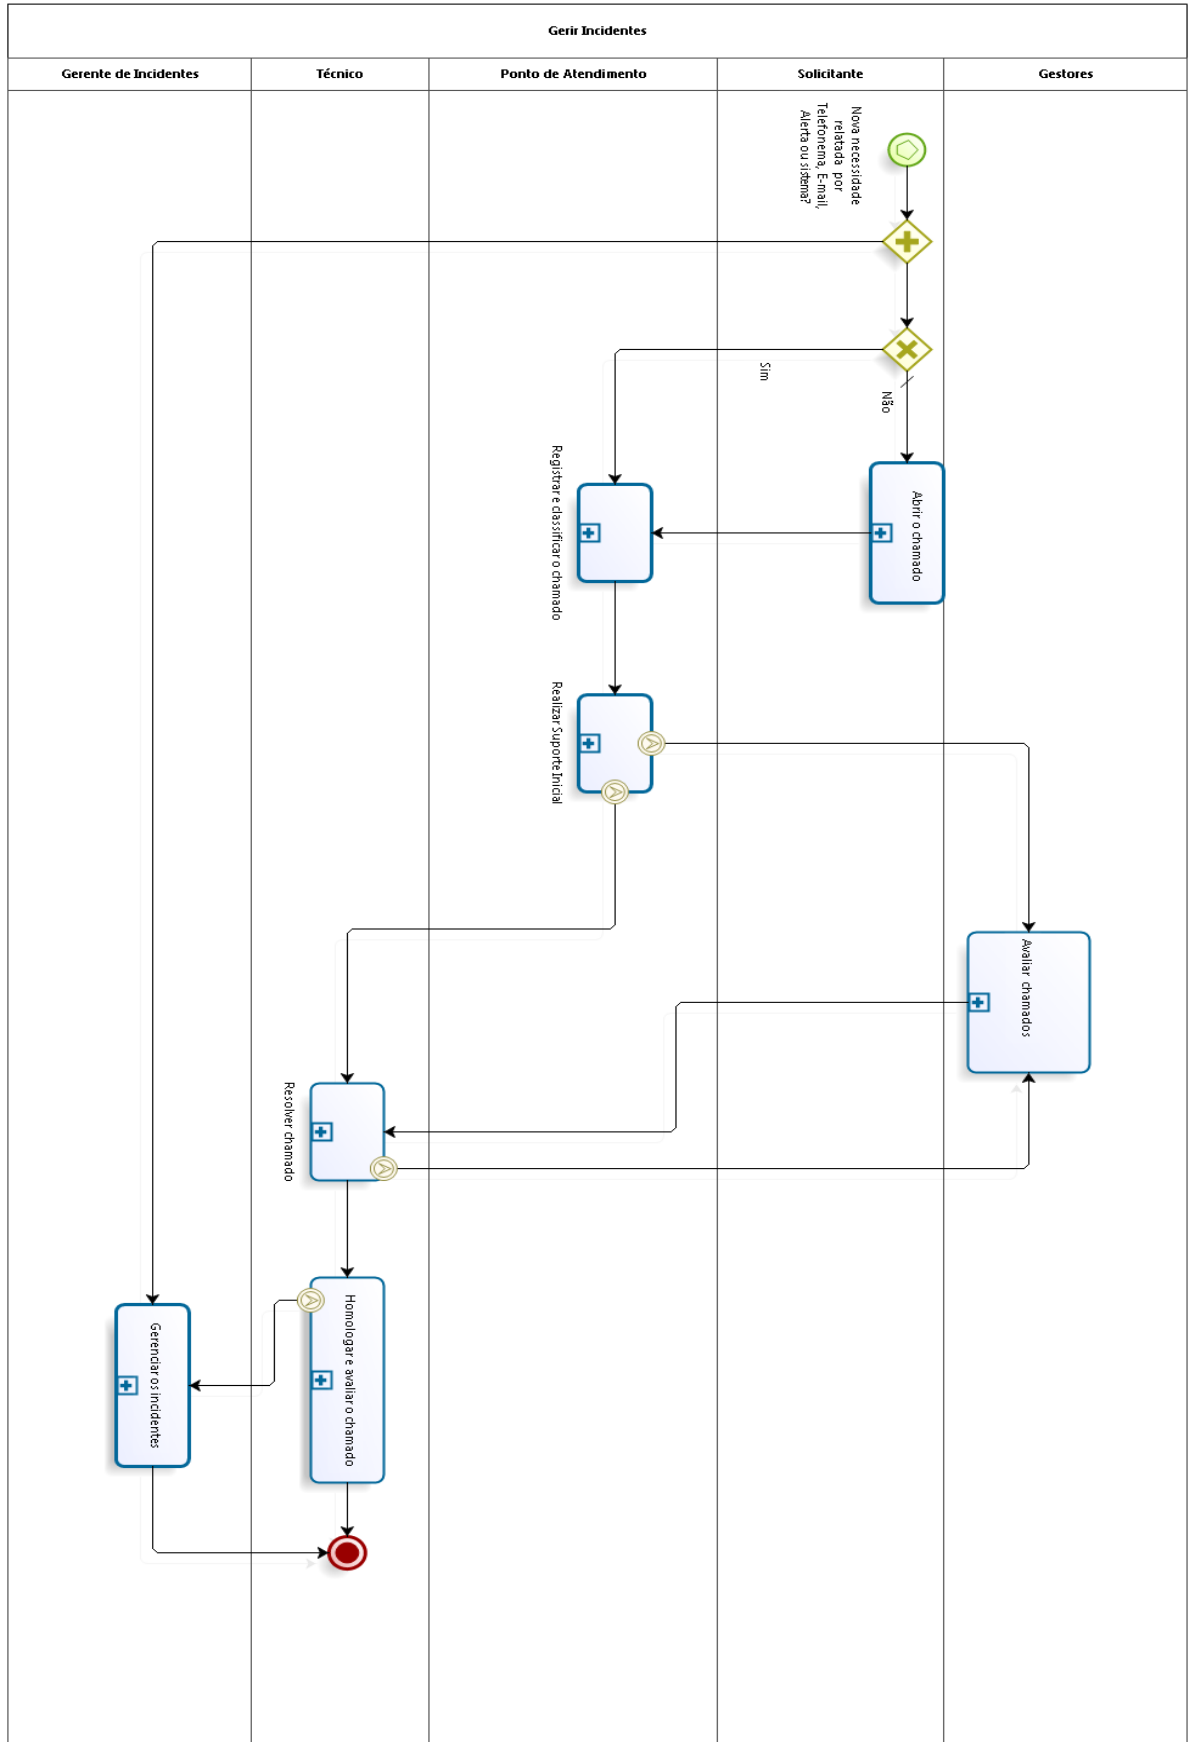 Gerir Incidentes
Gerente de Incidentes
Técnico
Ponto de Atendimento
Solicitante
Gestores
Nova necessidade
relatada por
Telefonema, E-mail,
Alerta ou sistema?
Sim
Não
Abrir o chamado
Registrar e classificar o chamado
Realizar Suporte Inicial
Avaliar chamados
Resolver chamado
Homologar e avaliar o chamado
Gerenciar os incidentes